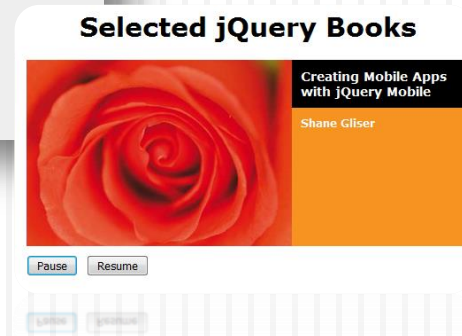 Selected jQuery Books
Creating Mobile Apps
with jQuery Mobile
Shane Gliser
Pause Resume